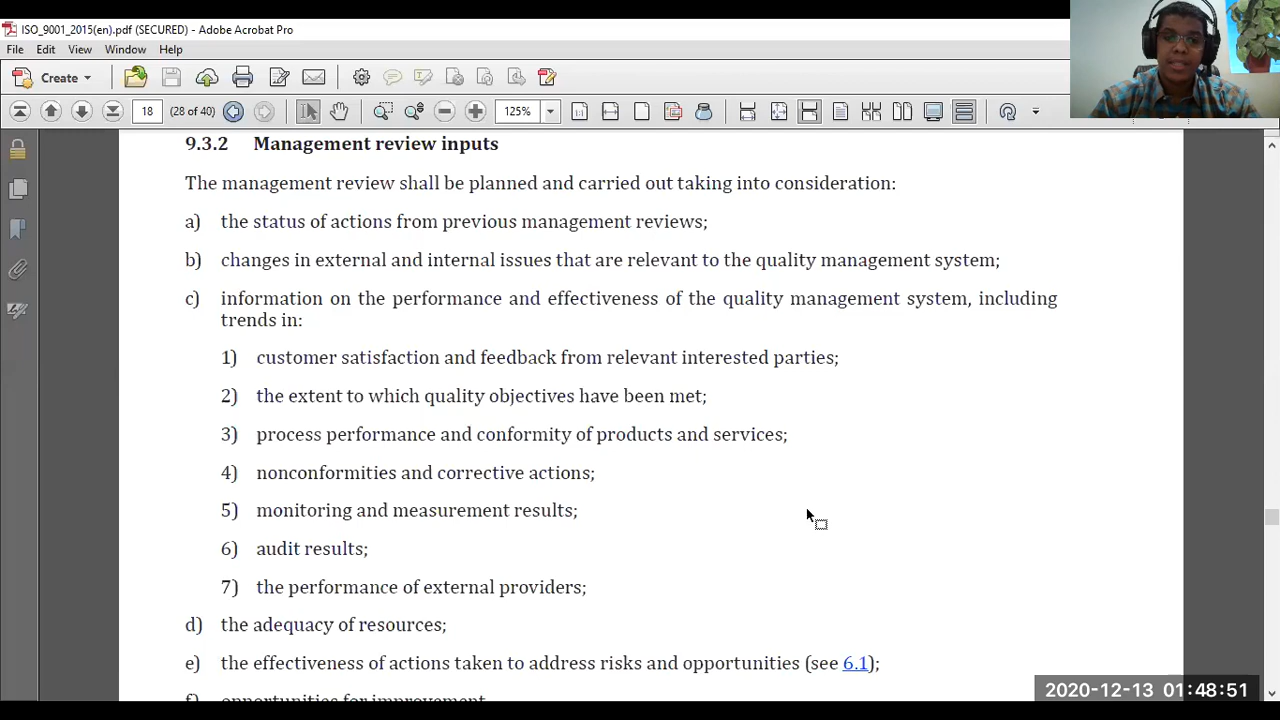 ISO_9001_2015(en).pdf (SECURED) - Adobe Acrobat Pro
File Edit View Window Help
Create
18 (28 of 40) 125%
9.3.2 Management review inputs
The management review shall be planned and carried out taking into consideration:
a) the status of actions from previous management reviews;
b) changes in external and internal issues that are relevant to the quality management system;
c) information on the performance and effectiveness of the quality management system, including
trends in:
1) customer satisfaction and feedback from relevant interested parties;
2) the extent to which quality objectives have been met;
3) process performance and conformity of products and services;
4) nonconformities and corrective actions;
5) monitoring and measurement results;
6) audit results;
7) the performance of external providers;
d) the adequacy of resources;
e) the effectiveness of actions taken to address risks and opportunities (see 6.1);
f) opportunities for improvement
2020-12-13 01:48:51